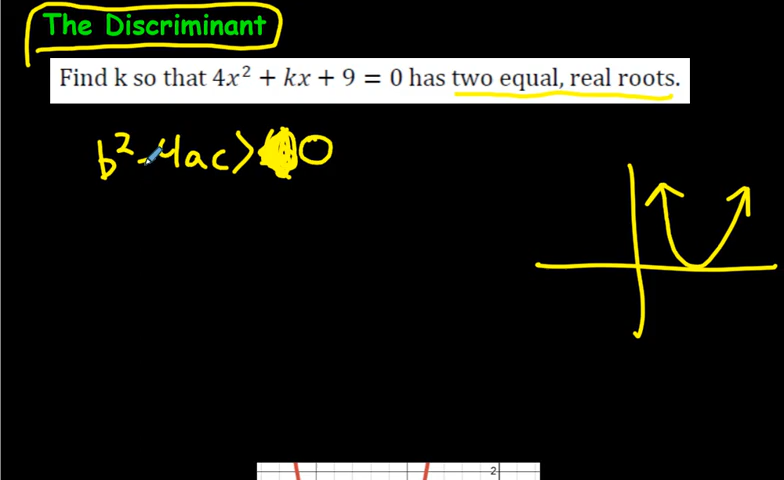 The Discriminant
Find k so that 4x² + kx + 9 = 0 has two equal, real roots.
b² - 4ac > 0
2